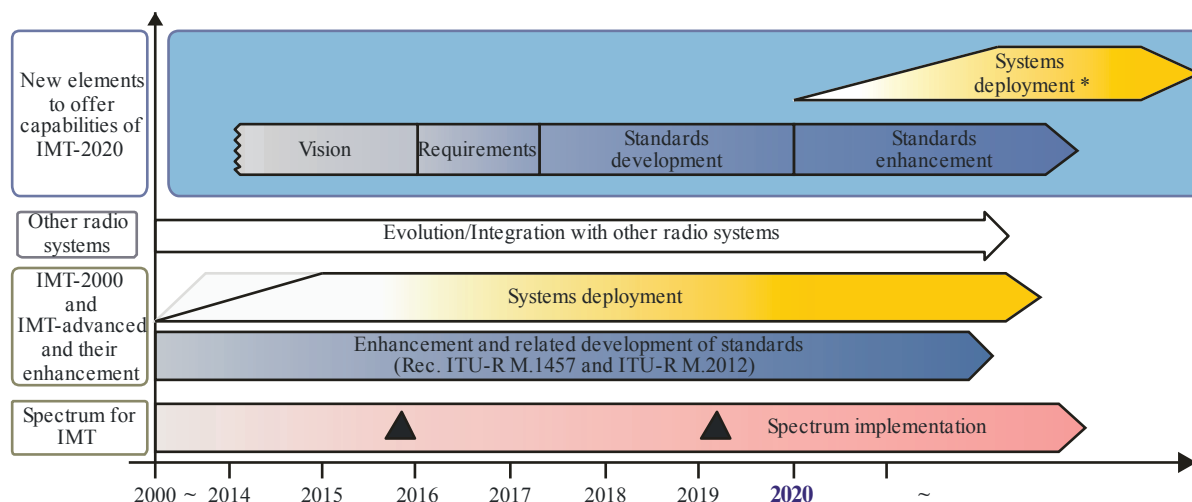 New elements
to offer
capabilities of
IMT-2020
Systems
deployment *
Vision
Requirements
Standards
development
Standards
enhancement
Other radio
systems
Evolution/Integration with other radio systems
IMT-2000
and
IMT-advanced
and their
enhancement
Systems deployment
Enhancement and related development of standards
(Rec. ITU-R M.1457 and ITU-R M.2012)
Spectrum for
IMT
Spectrum implementation
2000 ~ 2014 2015 2016 2017 2018 2019 2020 ~